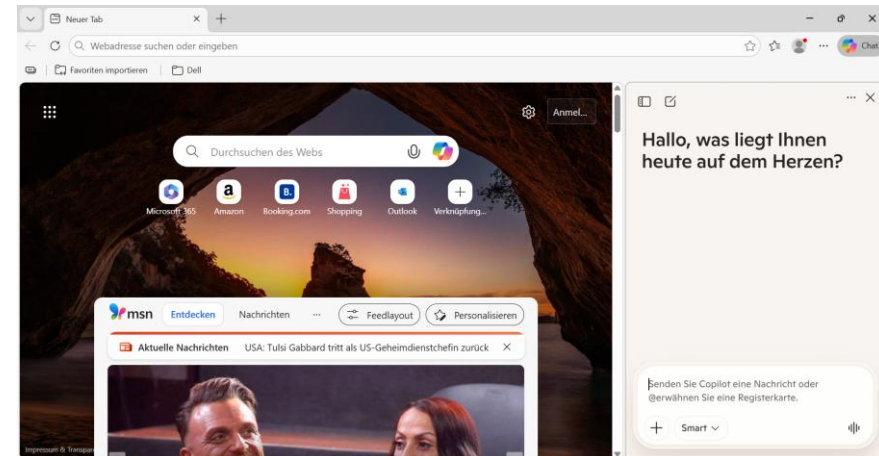 Neuer Tab
Webadresse suchen oder eingeben
Chat
Favoriten importieren
Dell
Anmel...
Durchsuchen des Webs
Microsoft 365
Amazon
Booking.com
Shopping
Outlook
Verknüpfung...
msn
Entdecken
Nachrichten
Feedlayout
Personalisieren
Aktuelle Nachrichten USA: Tulsi Gabbard tritt als US-Geheimdienstchefin zurück
Impressum & Transpar
Hallo, was liegt Ihnen
heute auf dem Herzen?
Senden Sie Copilot eine Nachricht oder
@erwähnen Sie eine Registerkarte.
Smart